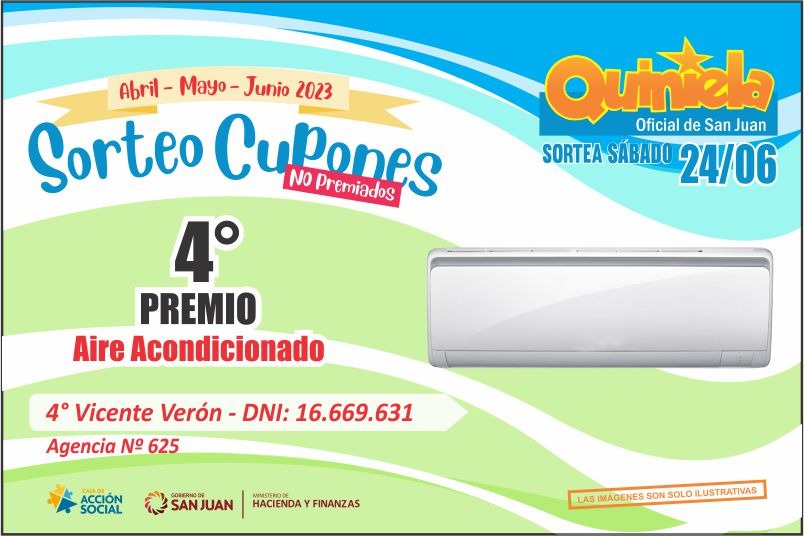 Abril - Mayo - Junio 2023
Sorteo Cupones
NO Premiados
Quiniela
Oficial de San Juan
SORTEA SÁBADO 24/06
4°
PREMIO
Aire Acondicionado
4° Vicente Verón - DNI: 16.669.631
Agencia Nº 625
CAJA DE
ACCIÓN
SOCIAL
GOBIERNO DE
SAN JUAN
MINISTERIO DE
HACIENDA Y FINANZAS
LAS IMÁGENES SON SOLO ILUSTRATIVAS